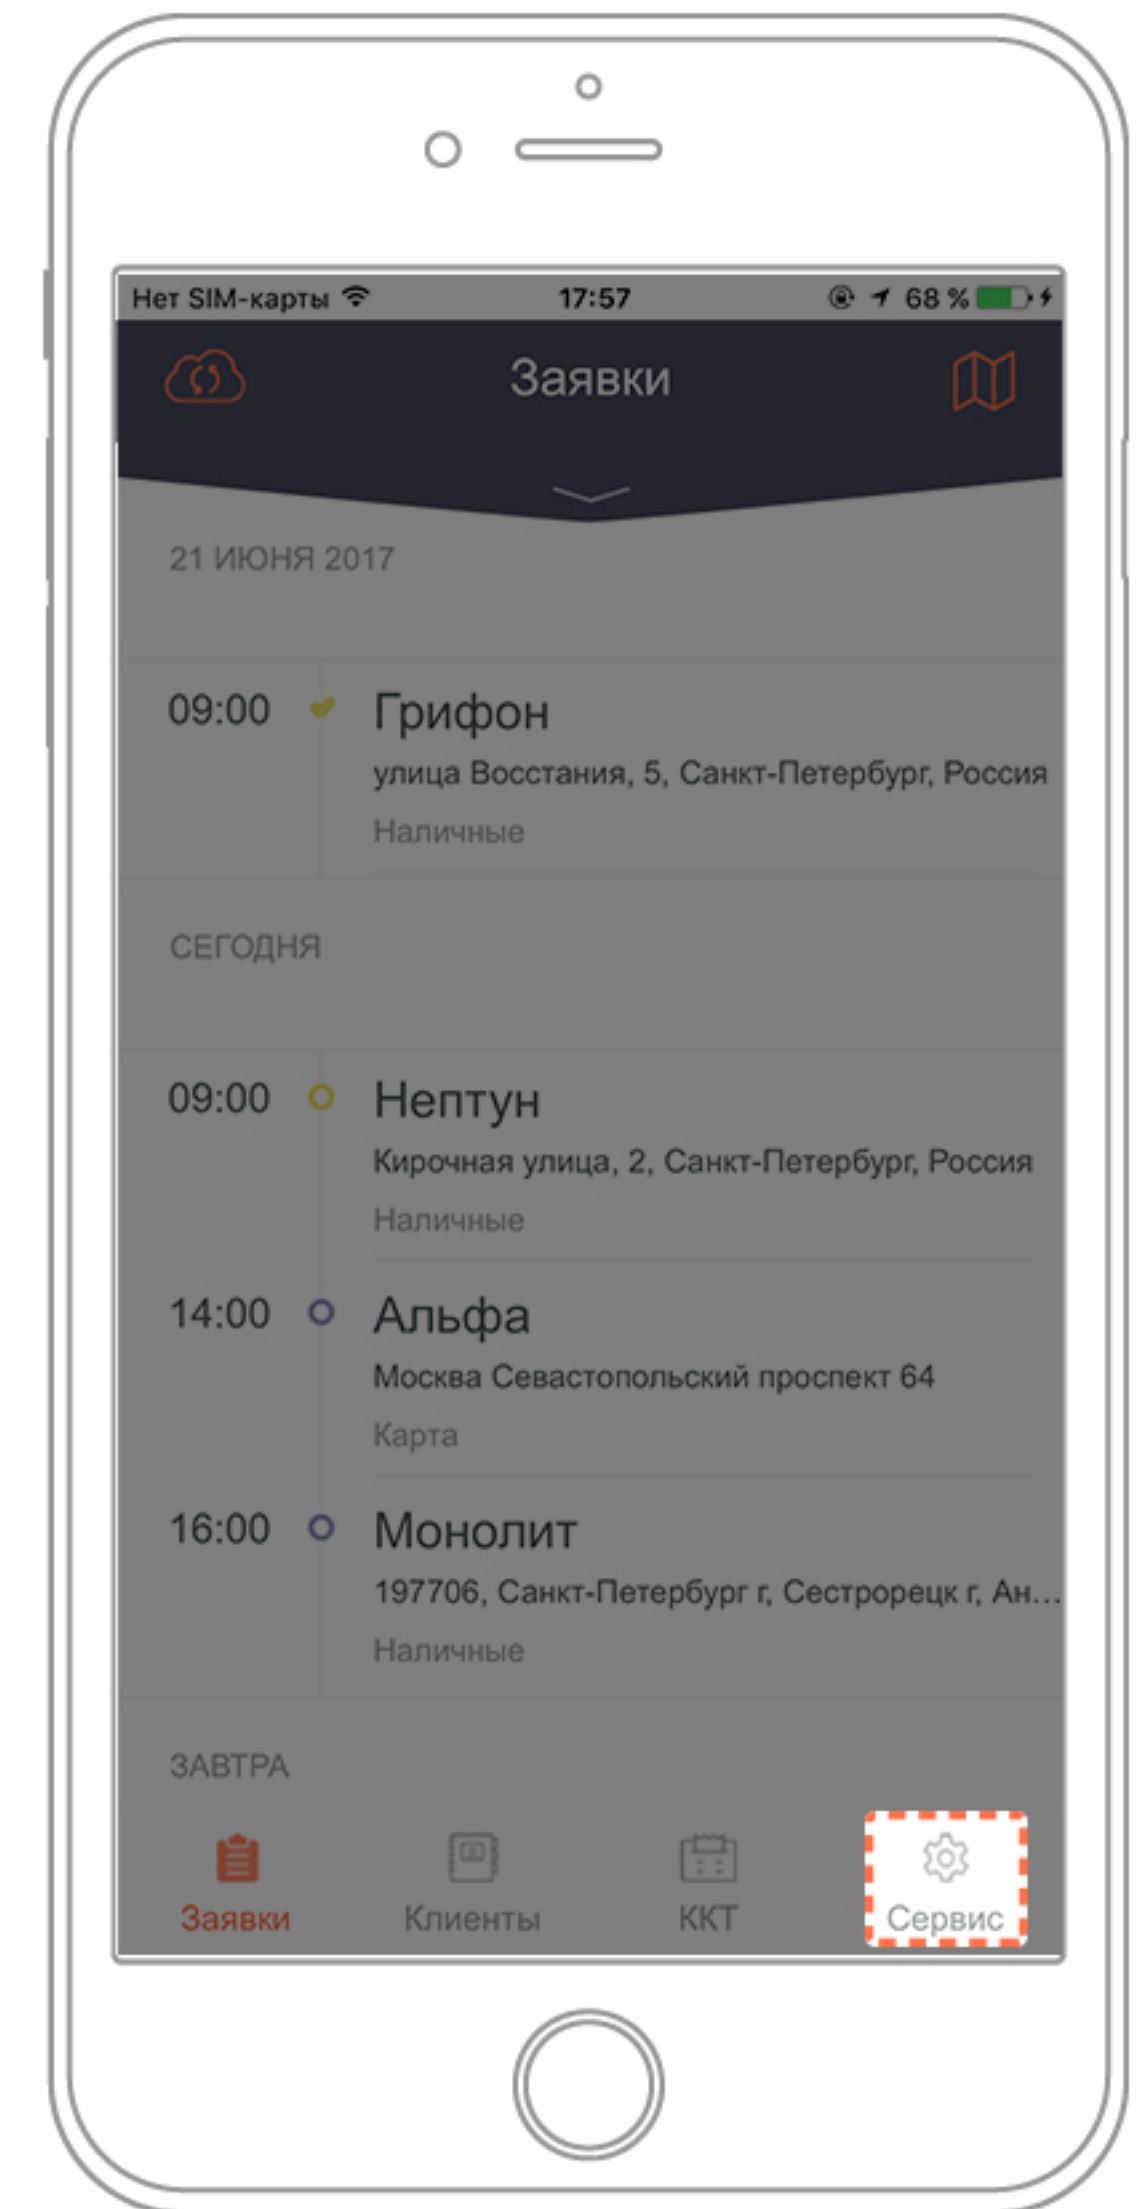 Нет SIM-карты 17:57 68 %
Заявки
21 ИЮНЯ 2017
09:00 Грифон
улица Восстания, 5, Санкт-Петербург, Россия
Наличные
СЕГОДНЯ
09:00 Нептун
Кирочная улица, 2, Санкт-Петербург, Россия
Наличные
14:00 Альфа
Москва Севастопольский проспект 64
Карта
16:00 Монолит
197706, Санкт-Петербург г, Сестрорецк г, Ан...
Наличные
ЗАВТРА
Заявки Клиенты ККТ Сервис